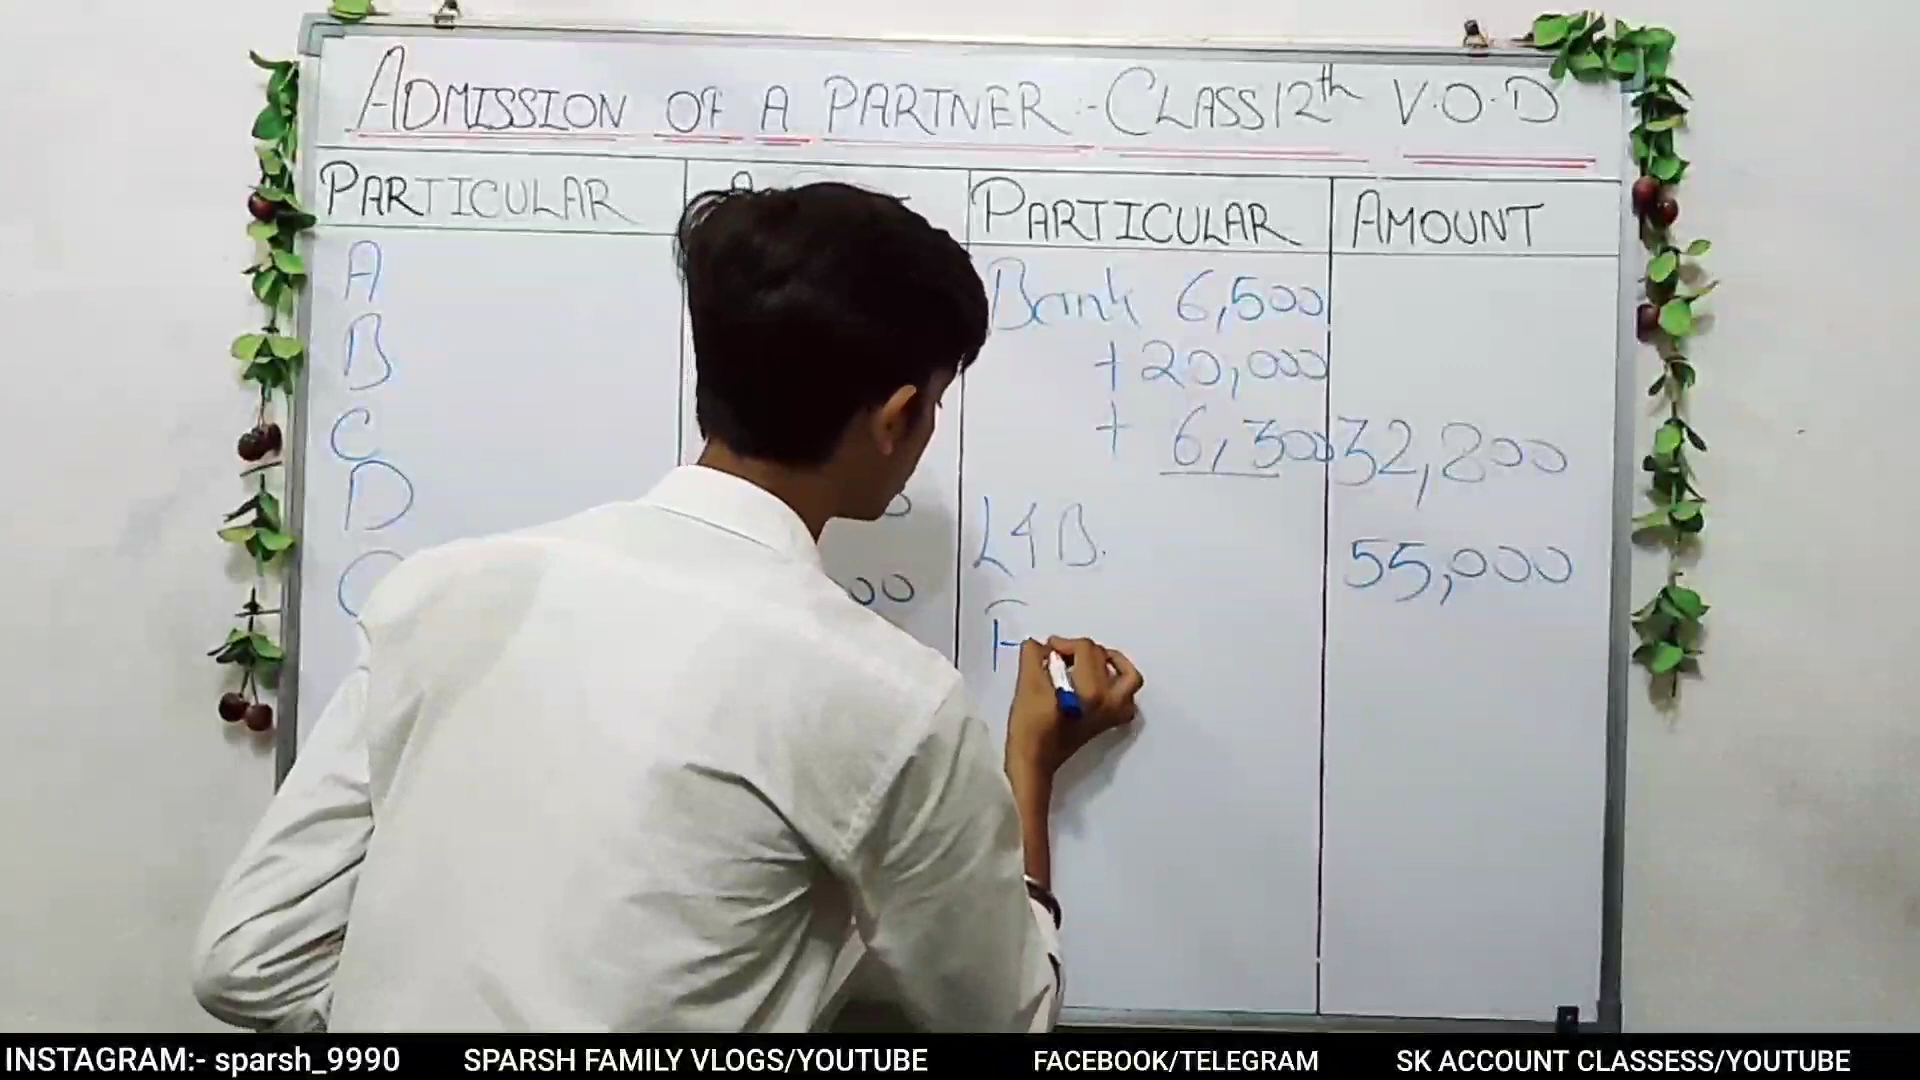 ADMISSION OF A PARTNER :- CLASS 12th V.O.D
PARTICULAR PARTICULAR AMOUNT
A
B
C
D
Bank 6,500
+20,000
+ 6,300 32,800
L&B. 55,000
00
INSTAGRAM:- sparsh_9990 SPARSH FAMILY VLOGS/YOUTUBE FACEBOOK/TELEGRAM SK ACCOUNT CLASSESS/YOUTUBE